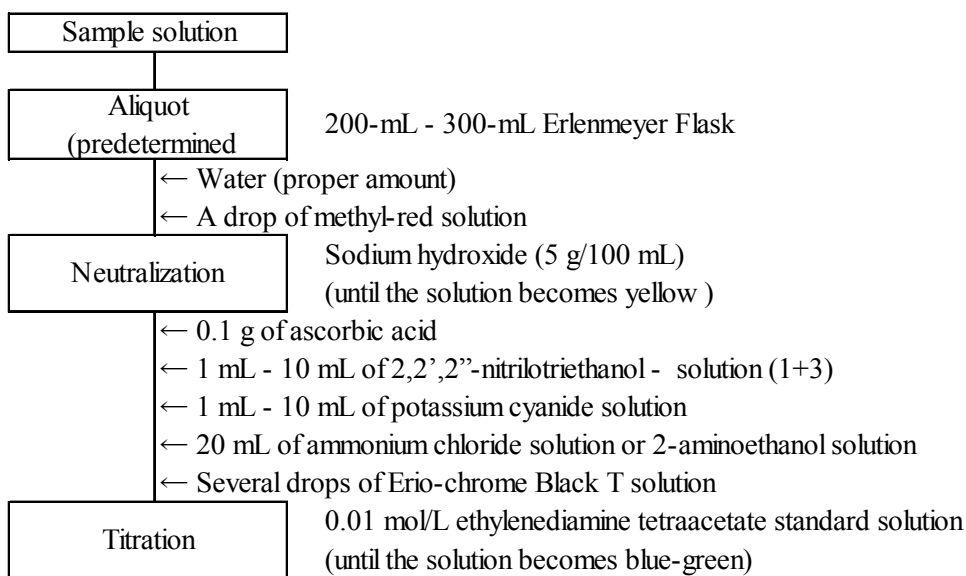 Sample solution
Aliquot
(predetermined
200-mL - 300-mL Erlenmeyer Flask
← Water (proper amount)
← A drop of methyl-red solution
Neutralization
Sodium hydroxide (5 g/100 mL)
(until the solution becomes yellow )
← 0.1 g of ascorbic acid
← 1 mL - 10 mL of 2,2’,2”-nitrilotriethanol - solution (1+3)
← 1 mL - 10 mL of potassium cyanide solution
← 20 mL of ammonium chloride solution or 2-aminoethanol solution
← Several drops of Erio-chrome Black T solution
Titration
0.01 mol/L ethylenediamine tetraacetate standard solution
(until the solution becomes blue-green)